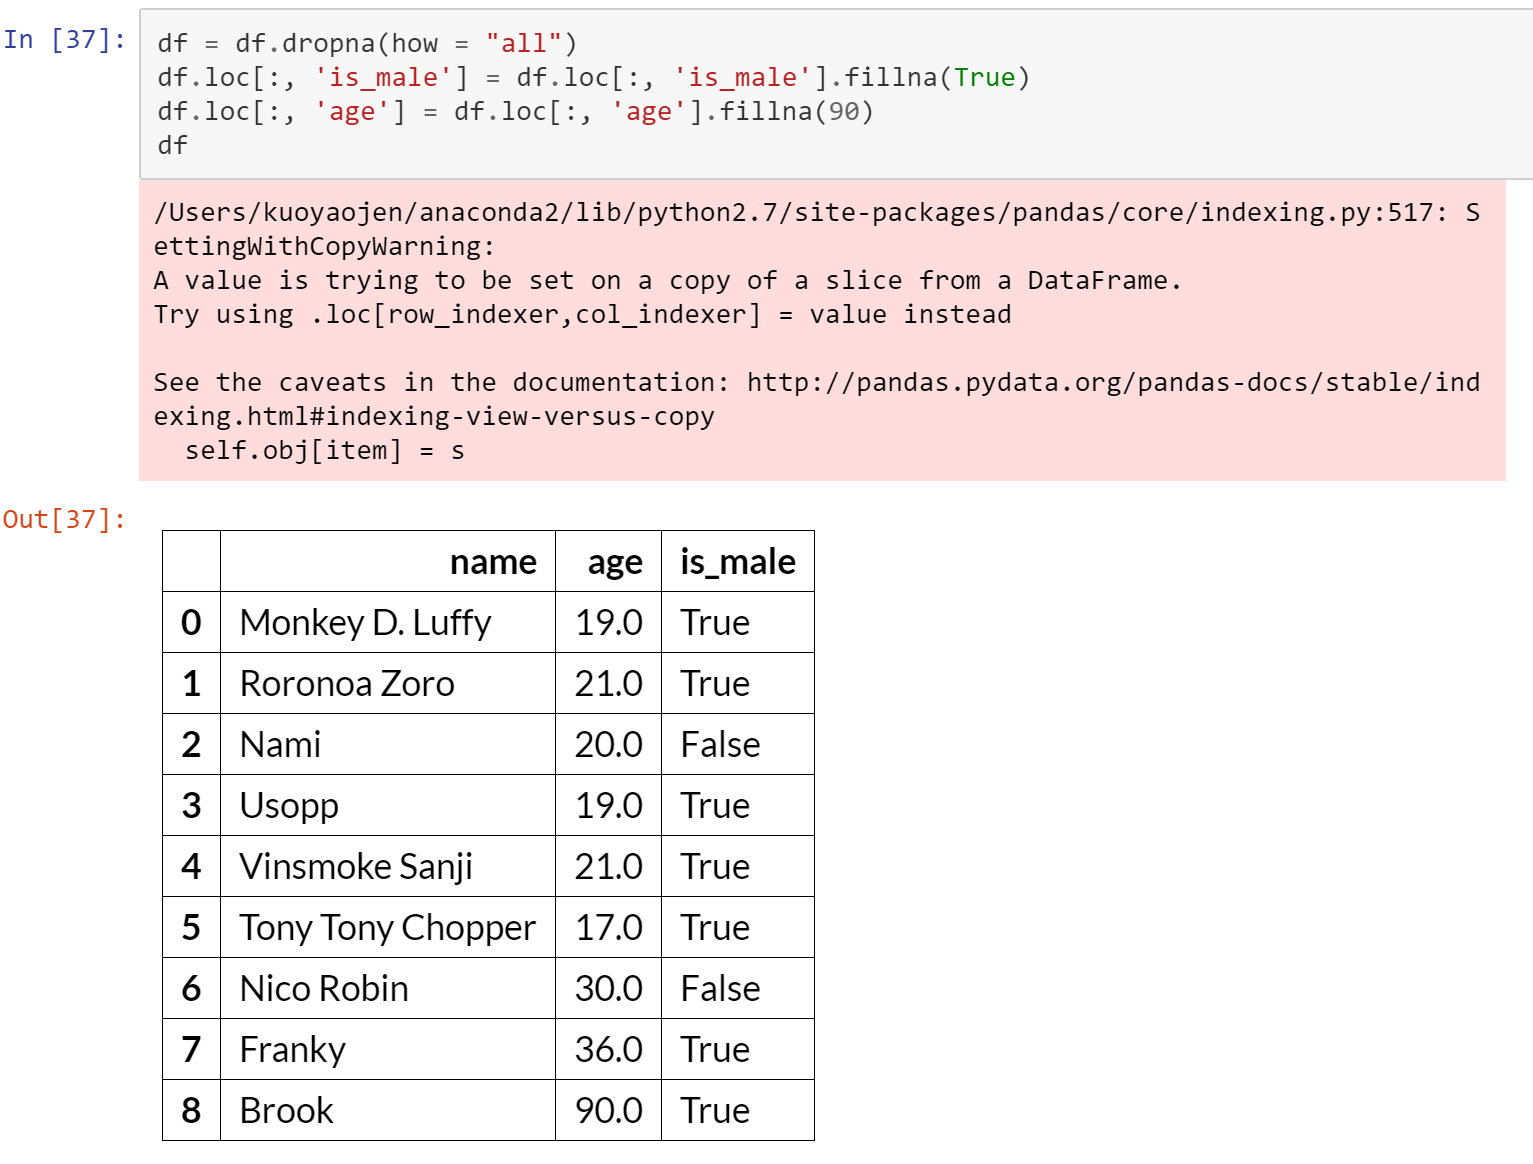 In [37]:
df = df.dropna(how = "all")
df.loc[:, 'is_male'] = df.loc[:, 'is_male'].fillna(True)
df.loc[:, 'age'] = df.loc[:, 'age'].fillna(90)
df
/Users/kuoyaojen/anaconda2/lib/python2.7/site-packages/pandas/core/indexing.py:517: S
ettingWithCopyWarning:
A value is trying to be set on a copy of a slice from a DataFrame.
Try using .loc[row_indexer,col_indexer] = value instead
See the caveats in the documentation: http://pandas.pydata.org/pandas-docs/stable/ind
exing.html#indexing-view-versus-copy
  self.obj[item] = s
Out[37]:
name age is_male
0 Monkey D. Luffy 19.0 True
1 Roronoa Zoro 21.0 True
2 Nami 20.0 False
3 Usopp 19.0 True
4 Vinsmoke Sanji 21.0 True
5 Tony Tony Chopper 17.0 True
6 Nico Robin 30.0 False
7 Franky 36.0 True
8 Brook 90.0 True